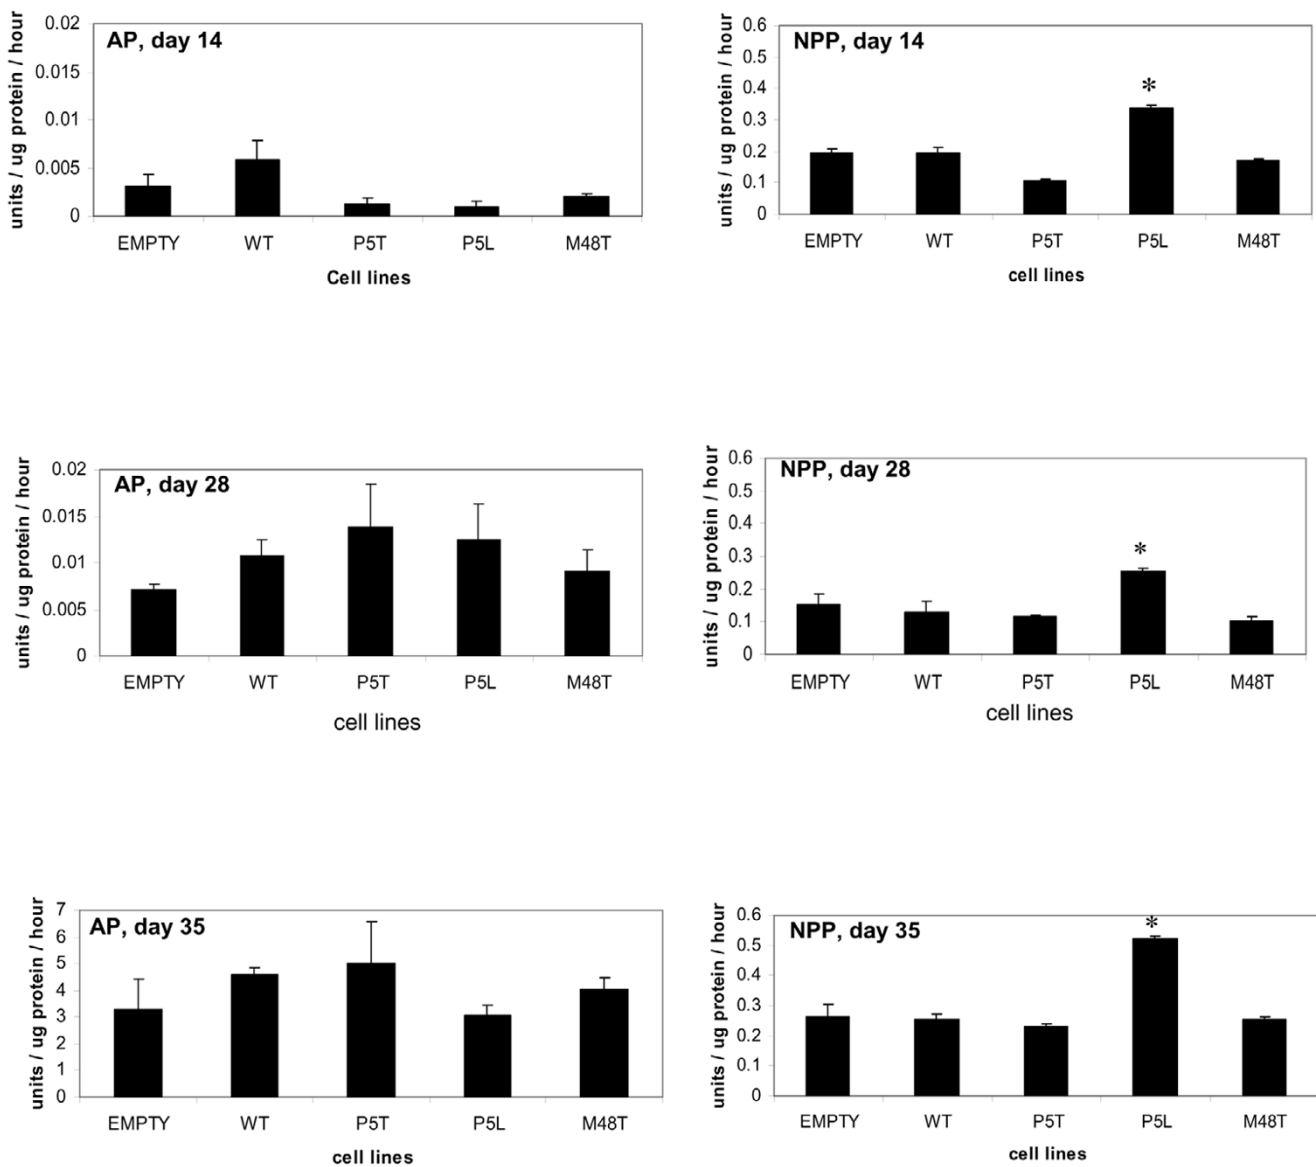 AP, day 14
units / ug protein / hour
0.02
0.015
0.01
0.005
0
EMPTY WT P5T P5L M48T
Cell lines
NPP, day 14
units / ug protein / hour
0.6
0.5
0.4
0.3
0.2
0.1
0
*
EMPTY WT P5T P5L M48T
cell lines
AP, day 28
units / ug protein / hour
0.02
0.015
0.01
0.005
0
EMPTY WT P5T P5L M48T
cell lines
NPP, day 28
units / ug protein / hour
0.6
0.5
0.4
0.3
0.2
0.1
0
*
EMPTY WT P5T P5L M48T
cell lines
AP, day 35
units / ug protein / hour
7
6
5
4
3
2
1
0
EMPTY WT P5T P5L M48T
cell lines
NPP, day 35
units / ug protein / hour
0.6
0.5
0.4
0.3
0.2
0.1
0
*
EMPTY WT P5T P5L M48T
cell lines